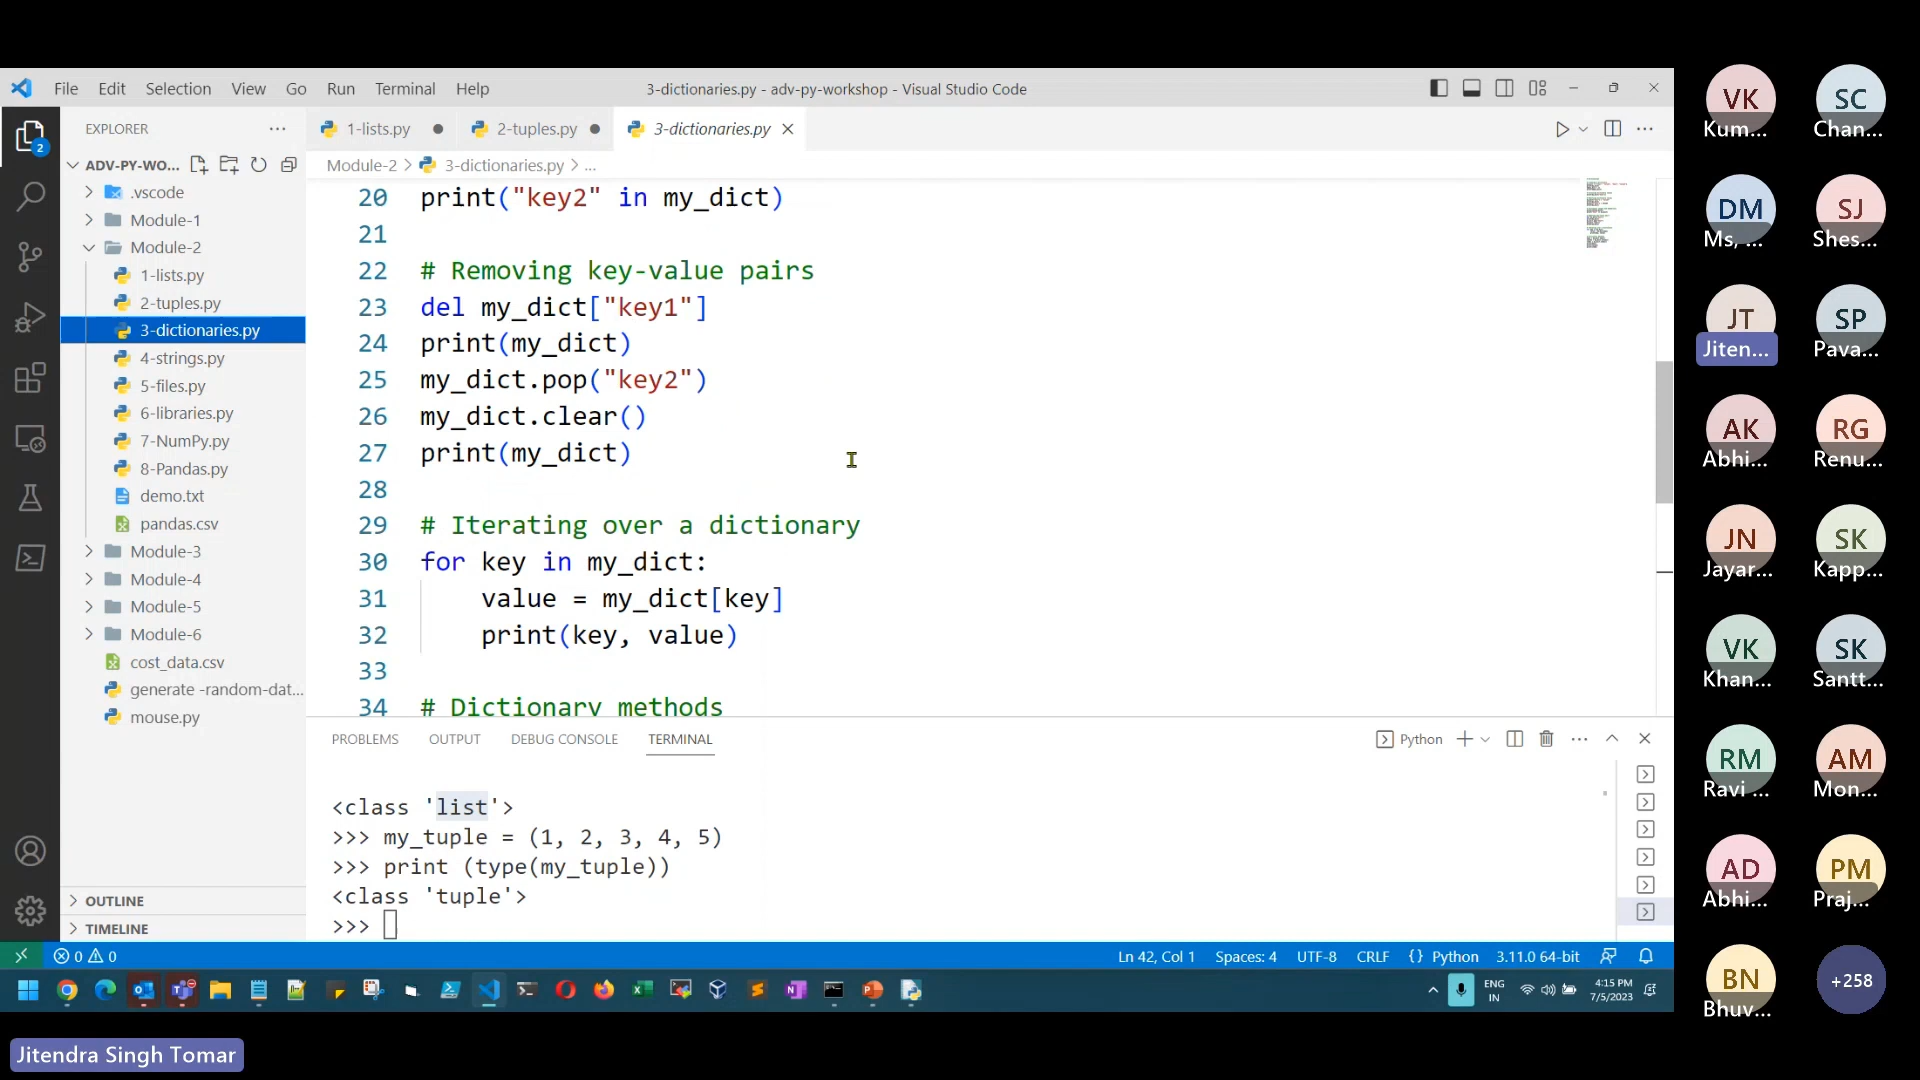 File Edit Selection View Go Run Terminal Help
3-dictionaries.py - adv-py-workshop - Visual Studio Code
EXPLORER
2
ADV-PY-WO...
.vscode
Module-1
Module-2
1-lists.py
2-tuples.py
3-dictionaries.py
4-strings.py
5-files.py
6-libraries.py
7-NumPy.py
8-Pandas.py
demo.txt
pandas.csv
Module-3
Module-4
Module-5
Module-6
cost_data.csv
generate -random-dat...
mouse.py
OUTLINE
TIMELINE
1-lists.py 2-tuples.py 3-dictionaries.py
Module-2 > 3-dictionaries.py > ...
20 print("key2" in my_dict)
21
22 # Removing key-value pairs
23 del my_dict["key1"]
24 print(my_dict)
25 my_dict.pop("key2")
26 my_dict.clear()
27 print(my_dict)
28
29 # Iterating over a dictionary
30 for key in my_dict:
31 value = my_dict[key]
32 print(key, value)
33
34 # Dictionary methods
PROBLEMS OUTPUT DEBUG CONSOLE TERMINAL
Python
<class 'list'>
>>> my_tuple = (1, 2, 3, 4, 5)
>>> print (type(my_tuple))
<class 'tuple'>
>>>
0 0
Ln 42, Col 1 Spaces: 4 UTF-8 CRLF {} Python 3.11.0 64-bit
ENG
IN
4:15 PM
7/5/2023
Jitendra Singh Tomar
VK SC
Kum... Chan...
DM SJ
Ms, ... Shes...
JT SP
Jiten... Pava...
AK RG
Abhi... Renu...
JN SK
Jayar... Kapp...
VK SK
Khan... Santt...
RM AM
Ravi ... Mon...
AD PM
Abhi... Praj...
BN +258
Bhuv...